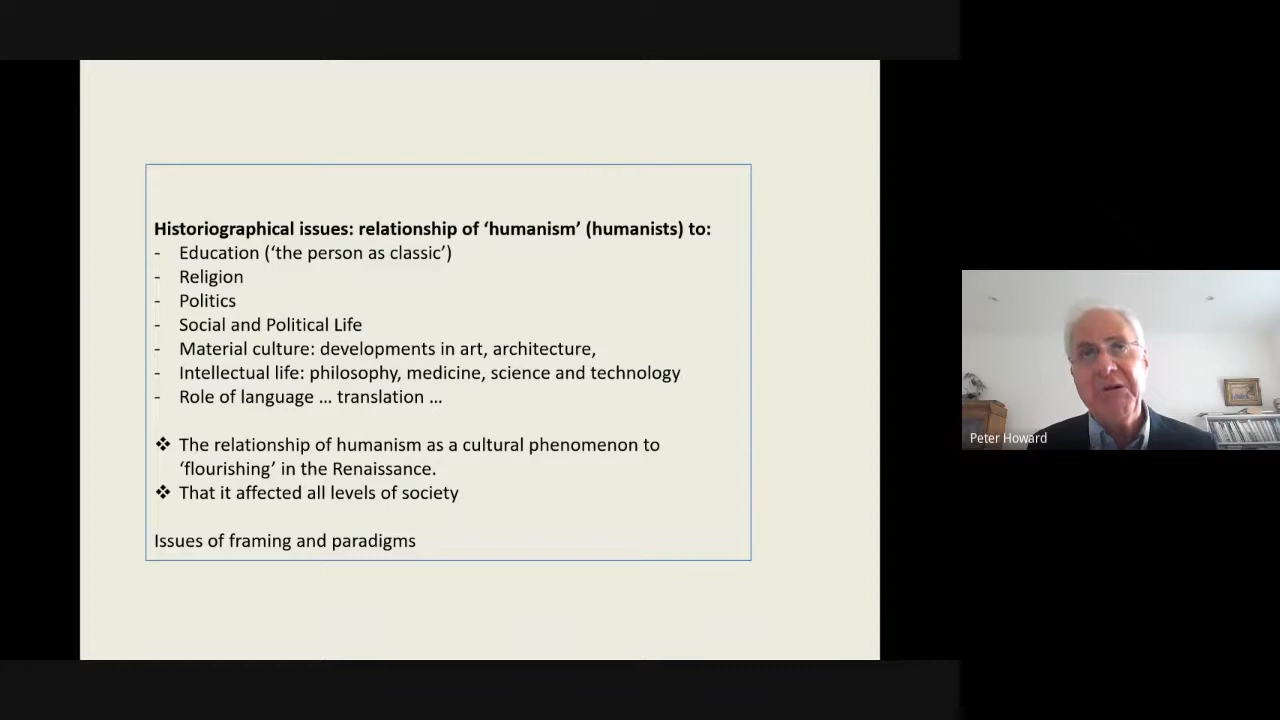 Historiographical issues: relationship of ‘humanism’ (humanists) to:
- Education (‘the person as classic’)
- Religion
- Politics
- Social and Political Life
- Material culture: developments in art, architecture,
- Intellectual life: philosophy, medicine, science and technology
- Role of language … translation …
❖ The relationship of humanism as a cultural phenomenon to
‘flourishing’ in the Renaissance.
❖ That it affected all levels of society
Issues of framing and paradigms
Peter Howard